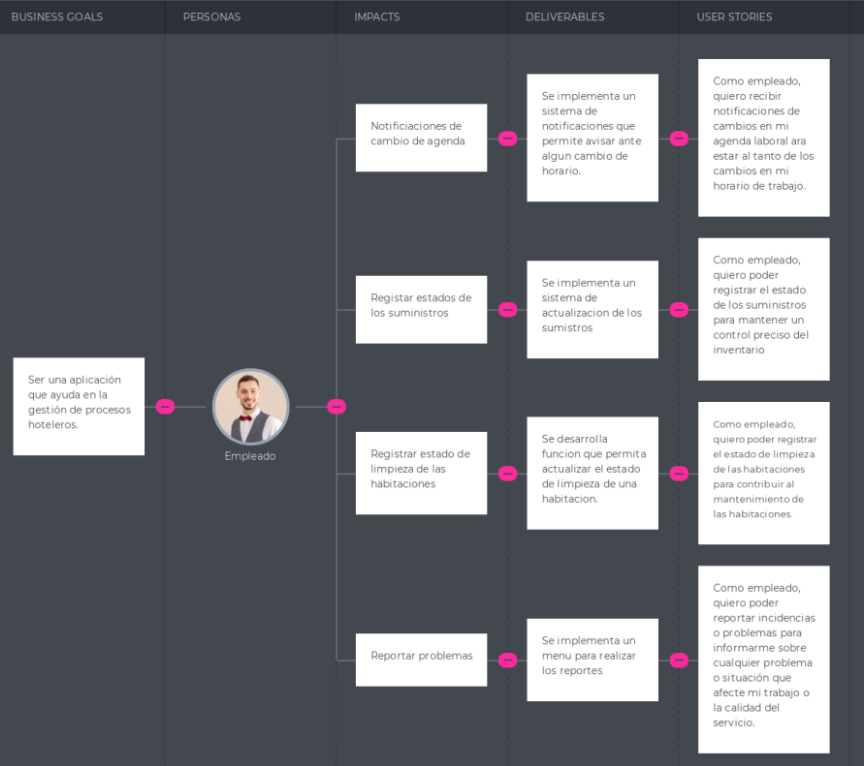 BUSINESS GOALS
PERSONAS
IMPACTS
DELIVERABLES
USER STORIES
Ser una aplicación
que ayuda en la
gestión de procesos
hoteleros.
Empleado
Notificiaciones de
cambio de agenda
Se implementa un
sistema de
notificaciones que
permite avisar ante
algun cambio de
horario.
Como empleado,
quiero recibir
notificaciones de
cambios en mi
agenda laboral ara
estar al tanto de los
cambios en mi
horario de trabajo.
Registar estados de
los suministros
Se implementa un
sistema de
actualizacion de los
sumistros
Como empleado,
quiero poder
registrar el estado
de los suministros
para mantener un
control preciso del
inventario
Registrar estado de
limpieza de las
habitaciones
Se desarrolla
funcion que permita
actualizar el estado
de limpieza de una
habitacion.
Como empleado,
quiero poder registrar
el estado de limpieza
de las habitaciones
para contribuir al
mantenimiento de
las habitaciones.
Reportar problemas
Se implementa un
menu para realizar
los reportes
Como empleado,
quiero poder
reportar incidencias
o problemas para
informarme sobre
cualquier problema
o situación que
afecte mi trabajo o
la calidad del
servicio.